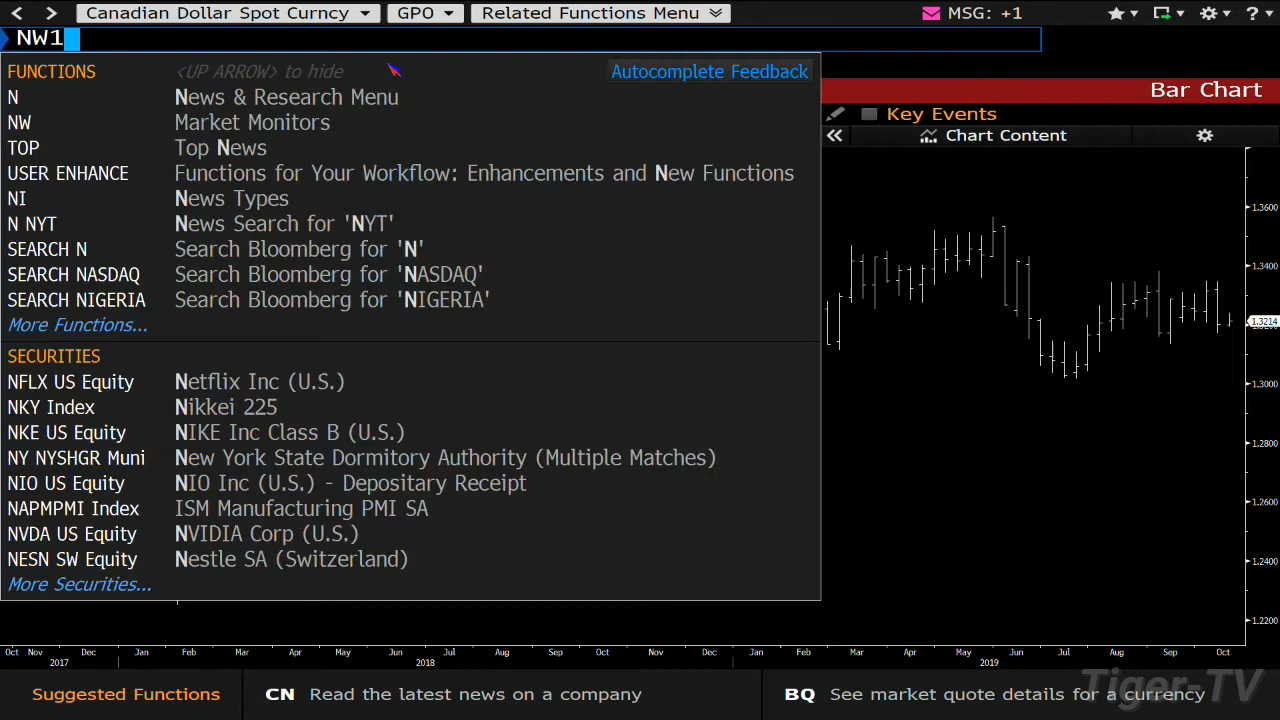 Canadian Dollar Spot Curncy GPO Related Functions Menu MSG: +1 ?
NW1
FUNCTIONS <UP ARROW> to hide Autocomplete Feedback
N News & Research Menu
NW Market Monitors
TOP Top News
USER ENHANCE Functions for Your Workflow: Enhancements and New Functions
NI News Types
N NYT News Search for 'NYT'
SEARCH N Search Bloomberg for 'N'
SEARCH NASDAQ Search Bloomberg for 'NASDAQ'
SEARCH NIGERIA Search Bloomberg for 'NIGERIA'
More Functions...
SECURITIES
NFLX US Equity Netflix Inc (U.S.)
NKY Index Nikkei 225
NKE US Equity NIKE Inc Class B (U.S.)
NY NYSHGR Muni New York State Dormitory Authority (Multiple Matches)
NIO US Equity NIO Inc (U.S.) - Depositary Receipt
NAPMPMI Index ISM Manufacturing PMI SA
NVDA US Equity NVIDIA Corp (U.S.)
NESN SW Equity Nestle SA (Switzerland)
More Securities...
Bar Chart
Key Events
Chart Content
1.3600
1.3400
1.3214
1.3000
1.2800
1.2600
1.2400
1.2200
Oct Nov Dec Jan Feb Mar Apr May Jun Jul Aug Sep Oct Nov Dec Jan Feb Mar Apr May Jun Jul Aug Sep Oct
2017 2018 2019
Suggested Functions CN Read the latest news on a company BQ See market quote details for a currency
Tiger-TV